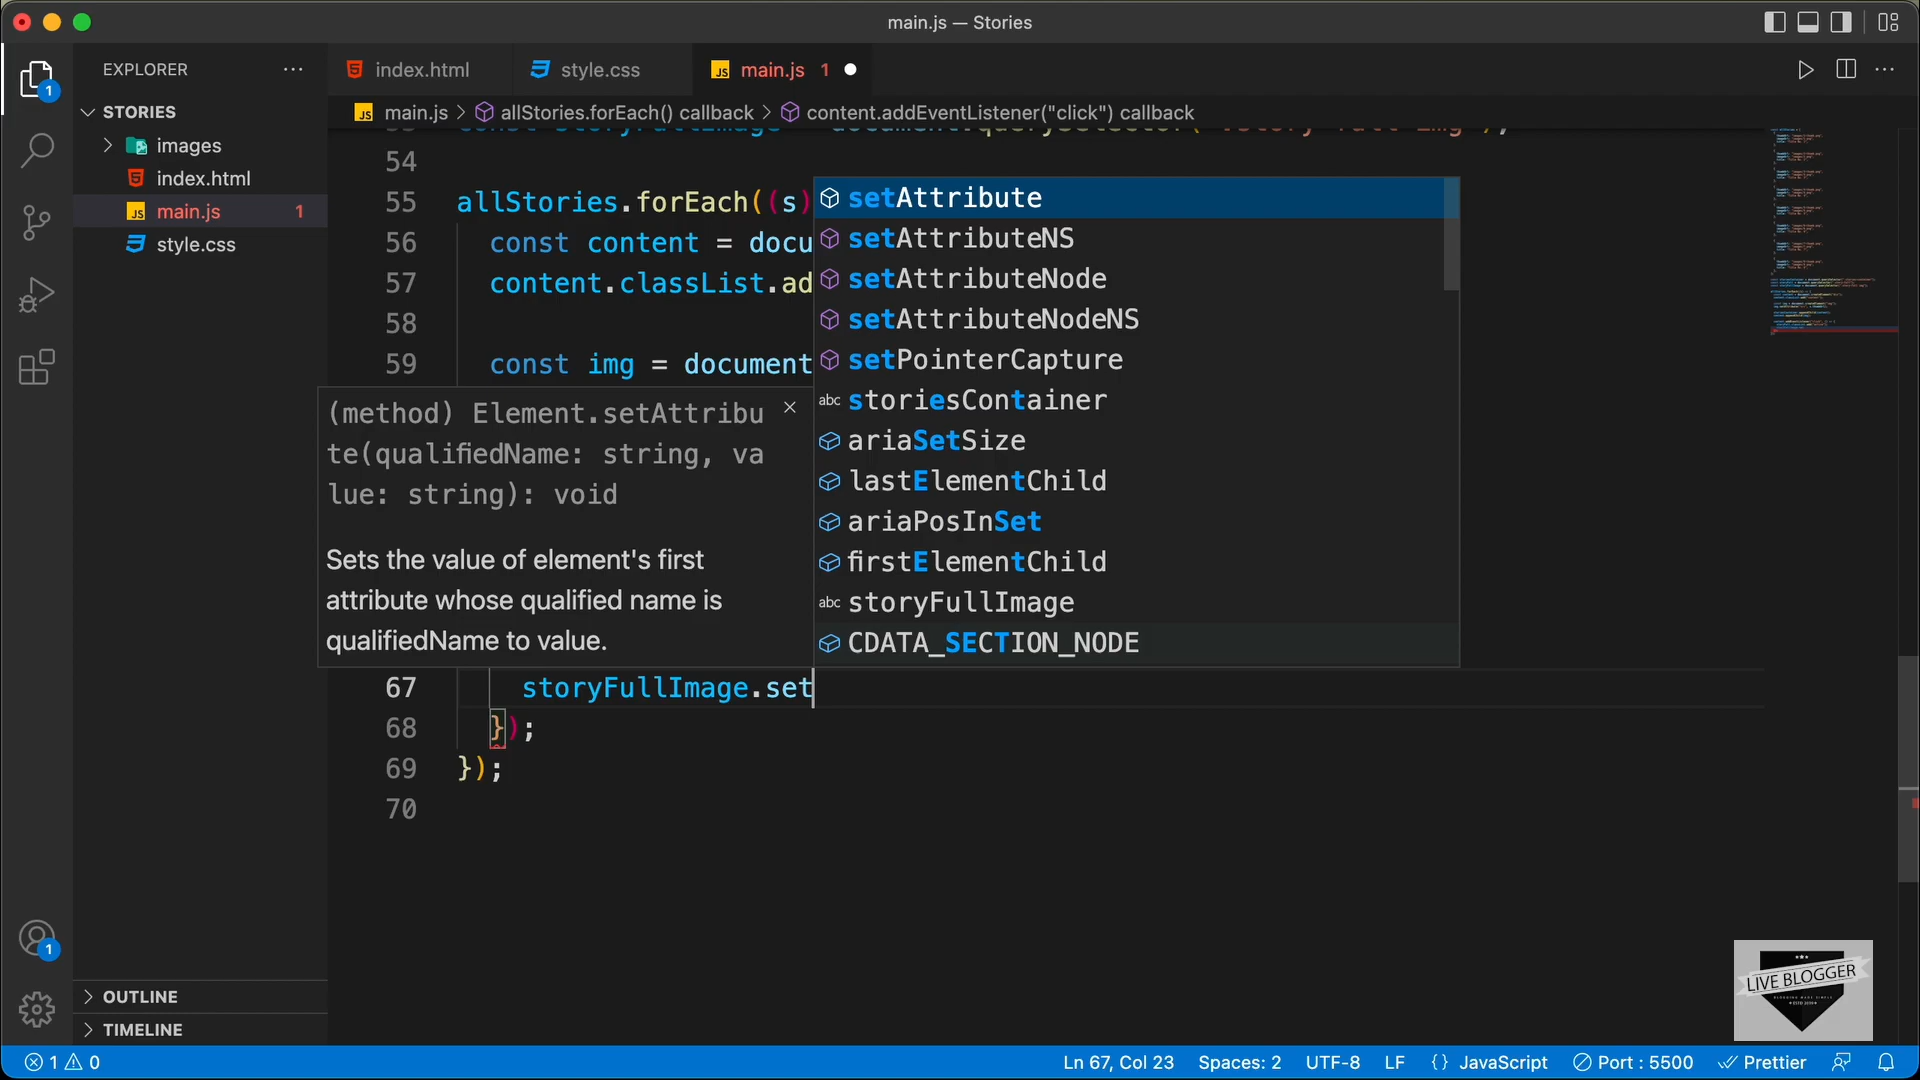 main.js — Stories
EXPLORER
index.html
style.css
main.js 1
STORIES
main.js > allStories.forEach() callback > content.addEventListener("click") callback
images
index.html
main.js 1
style.css
54
55 allStories.forEach((s)
56 const content = docu
57 content.classList.ad
58
59 const img = document
setAttribute
setAttributeNS
setAttributeNode
setAttributeNodeNS
setPointerCapture
abc storiesContainer
ariaSetSize
lastElementChild
ariaPosInSet
firstElementChild
abc storyFullImage
CDATA_SECTION_NODE
(method) Element.setAttribu
te(qualifiedName: string, va
lue: string): void
Sets the value of element's first
attribute whose qualified name is
qualifiedName to value.
67 storyFullImage.set
68 });
69 });
70
1
OUTLINE
TIMELINE
LIVE BLOGGER
1 0
Ln 67, Col 23
Spaces: 2
UTF-8
LF
{} JavaScript
Port : 5500
Prettier